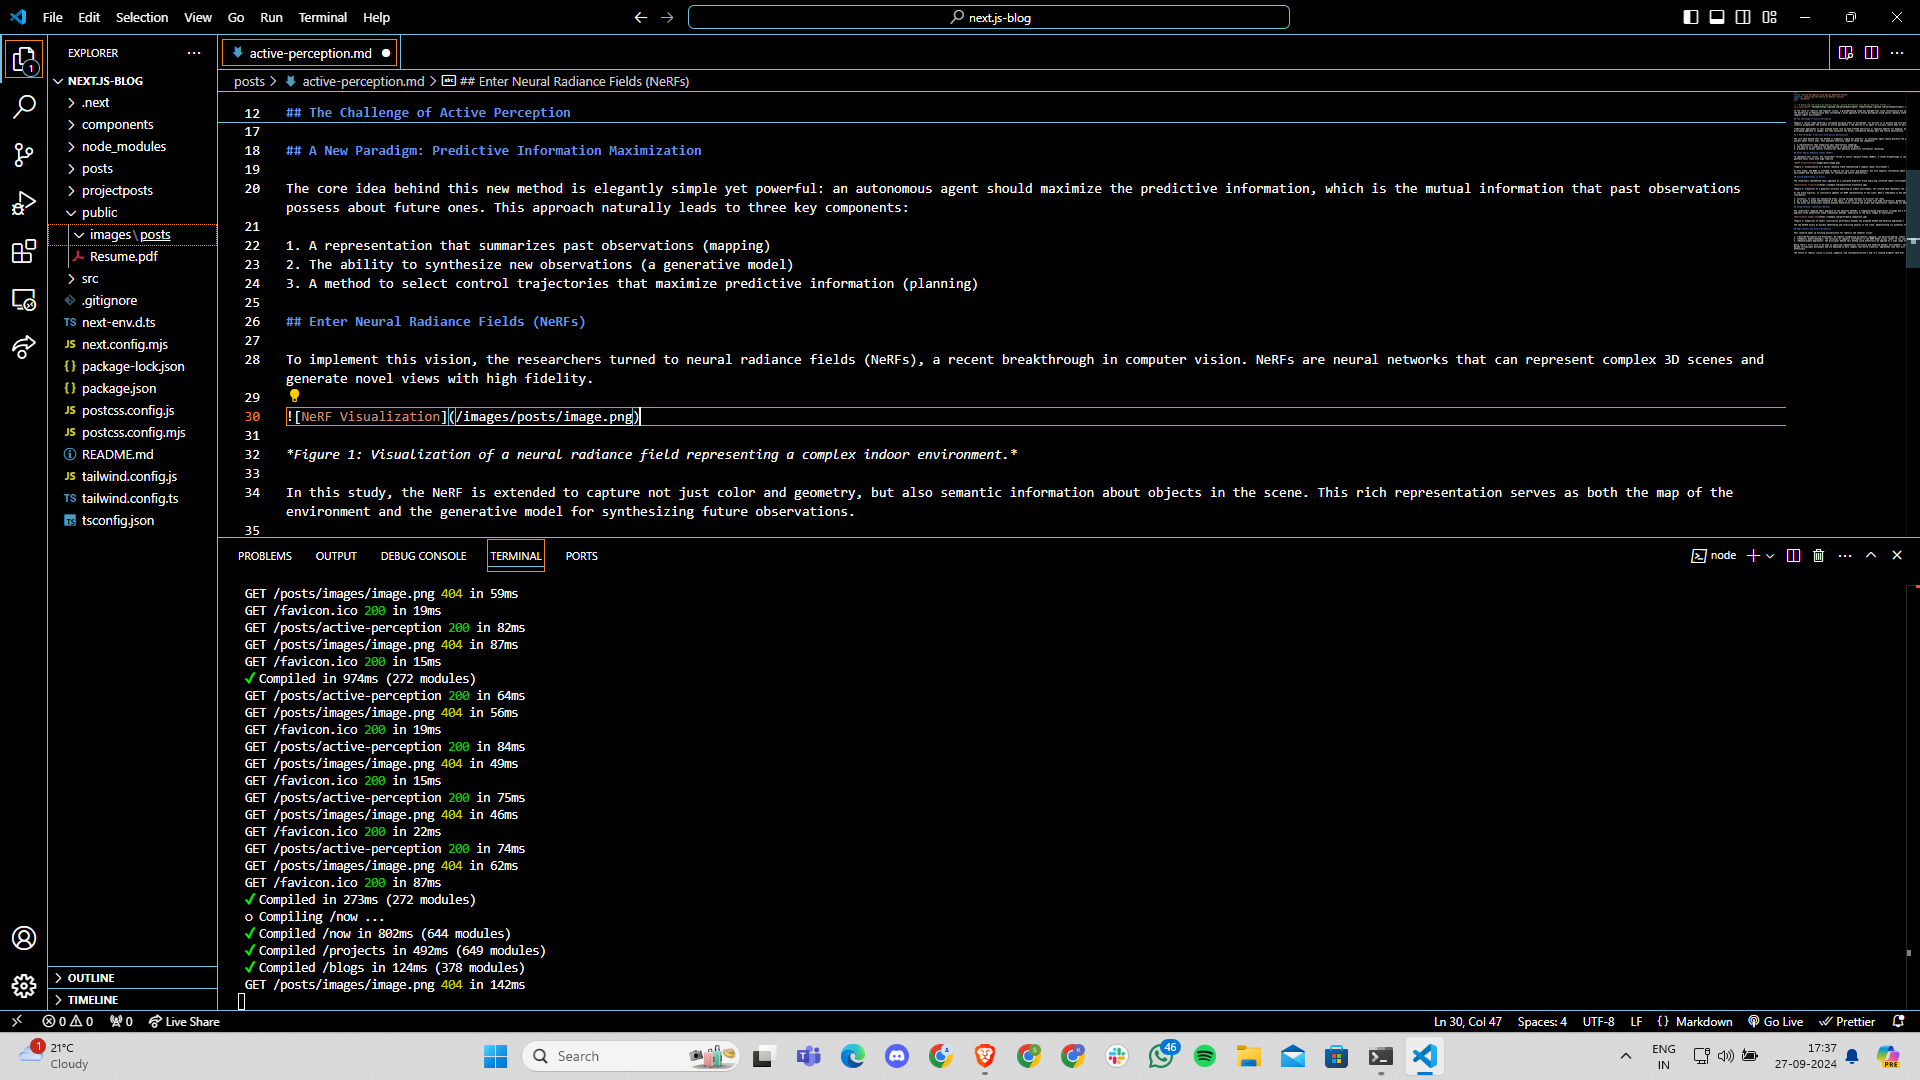 File Edit Selection View Go Run Terminal Help
next.js-blog
1
EXPLORER
NEXT.JS-BLOG
.next
components
node_modules
posts
projectposts
public
images\posts
Resume.pdf
src
.gitignore
TS next-env.d.ts
JS next.config.mjs
{} package-lock.json
{} package.json
JS postcss.config.js
JS postcss.config.mjs
README.md
JS tailwind.config.js
TS tailwind.config.ts
TS tsconfig.json
OUTLINE
TIMELINE
active-perception.md
posts > active-perception.md > abc ## Enter Neural Radiance Fields (NeRFs)
12 ## The Challenge of Active Perception
17
18 ## A New Paradigm: Predictive Information Maximization
19
20 The core idea behind this new method is elegantly simple yet powerful: an autonomous agent should maximize the predictive information, which is the mutual information that past observations
possess about future ones. This approach naturally leads to three key components:
21
22 1. A representation that summarizes past observations (mapping)
23 2. The ability to synthesize new observations (a generative model)
24 3. A method to select control trajectories that maximize predictive information (planning)
25
26 ## Enter Neural Radiance Fields (NeRFs)
27
28 To implement this vision, the researchers turned to neural radiance fields (NeRFs), a recent breakthrough in computer vision. NeRFs are neural networks that can represent complex 3D scenes and
generate novel views with high fidelity.
29
30 ![NeRF Visualization](/images/posts/image.png)
31
32 *Figure 1: Visualization of a neural radiance field representing a complex indoor environment.*
33
34 In this study, the NeRF is extended to capture not just color and geometry, but also semantic information about objects in the scene. This rich representation serves as both the map of the
environment and the generative model for synthesizing future observations.
35
PROBLEMS OUTPUT DEBUG CONSOLE TERMINAL PORTS
node
GET /posts/images/image.png 404 in 59ms
GET /favicon.ico 200 in 19ms
GET /posts/active-perception 200 in 82ms
GET /posts/images/image.png 404 in 87ms
GET /favicon.ico 200 in 15ms
✓ Compiled in 974ms (272 modules)
GET /posts/active-perception 200 in 64ms
GET /posts/images/image.png 404 in 56ms
GET /favicon.ico 200 in 19ms
GET /posts/active-perception 200 in 84ms
GET /posts/images/image.png 404 in 49ms
GET /favicon.ico 200 in 15ms
GET /posts/active-perception 200 in 75ms
GET /posts/images/image.png 404 in 46ms
GET /favicon.ico 200 in 22ms
GET /posts/active-perception 200 in 74ms
GET /posts/images/image.png 404 in 62ms
GET /favicon.ico 200 in 87ms
✓ Compiled in 273ms (272 modules)
○ Compiling /now ...
✓ Compiled /now in 802ms (644 modules)
✓ Compiled /projects in 492ms (649 modules)
✓ Compiled /blogs in 124ms (378 modules)
GET /posts/images/image.png 404 in 142ms
0 0 0 Live Share
Ln 30, Col 47 Spaces: 4 UTF-8 LF {} Markdown Go Live Prettier
1 21°C
Cloudy
Search
46
ENG
IN
17:37
27-09-2024
PRE